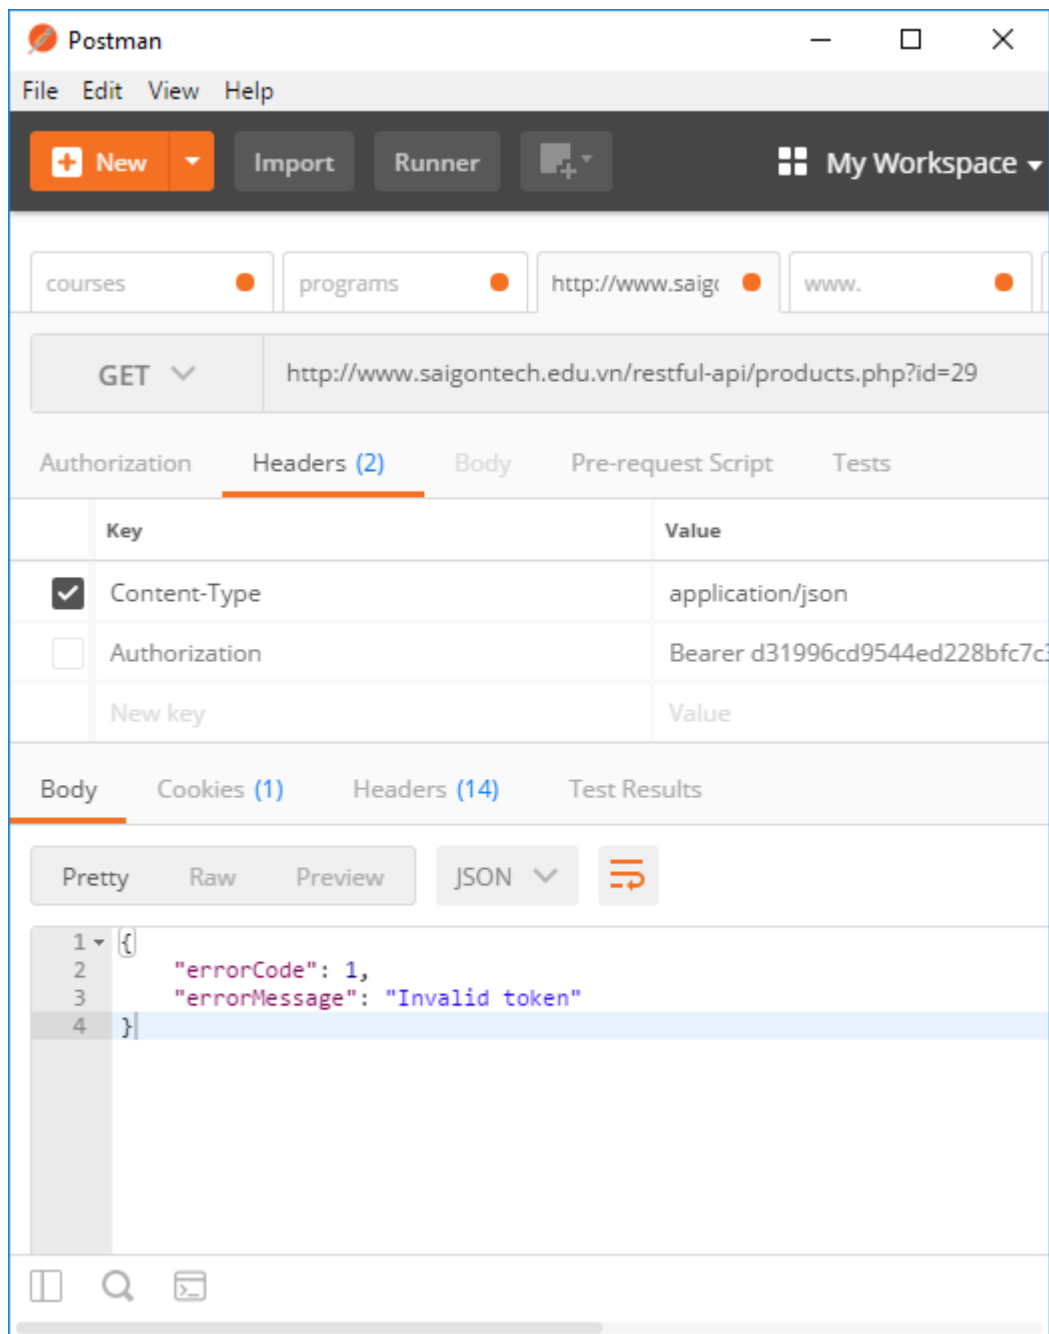 Postman
File Edit View Help
New Import Runner My Workspace
courses programs http://www.saig www.
GET http://www.saigontech.edu.vn/restful-api/products.php?id=29
Authorization Headers (2) Body Pre-request Script Tests
Key Value
Content-Type application/json
Authorization Bearer d31996cd9544ed228bfc7c
New key Value
Body Cookies (1) Headers (14) Test Results
Pretty Raw Preview JSON
1 {
2 "errorCode": 1,
3 "errorMessage": "Invalid token"
4 }